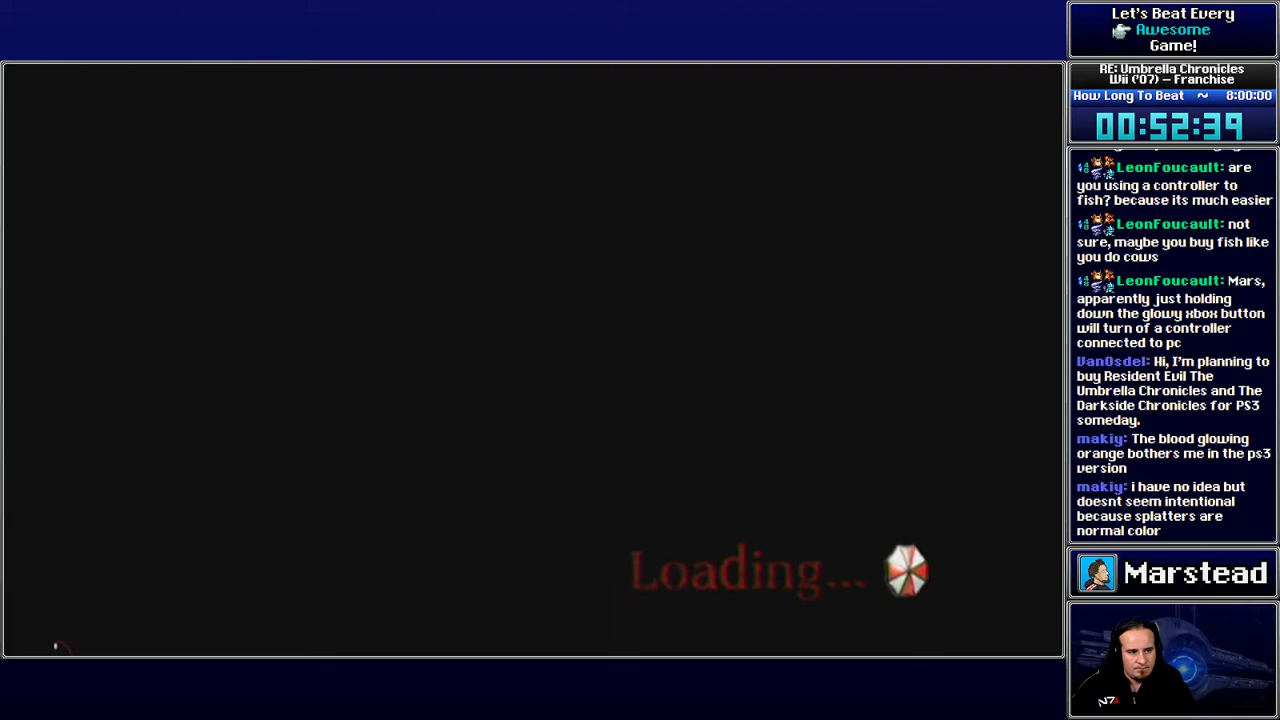 Let's Beat Every
Awesome
Game!
RE: Umbrella Chronicles
Wii ('07) – Franchise
How Long To Beat ~ 8:00:00
00:52:39
LeonFoucault: are
you using a controller to
fish? because its much easier
LeonFoucault: not
sure, maybe you buy fish like
you do cows
LeonFoucault: Mars,
apparently just holding
down the glowy xbox button
will turn of a controller
connected to pc
VanOsdel: Hi, I'm planning to
buy Resident Evil The
Umbrella Chronicles and The
Darkside Chronicles for PS3
someday.
makiy: The blood glowing
orange bothers me in the ps3
version
makiy: i have no idea but
doesnt seem intentional
because splatters are
normal color
Loading...
Marstead
N7